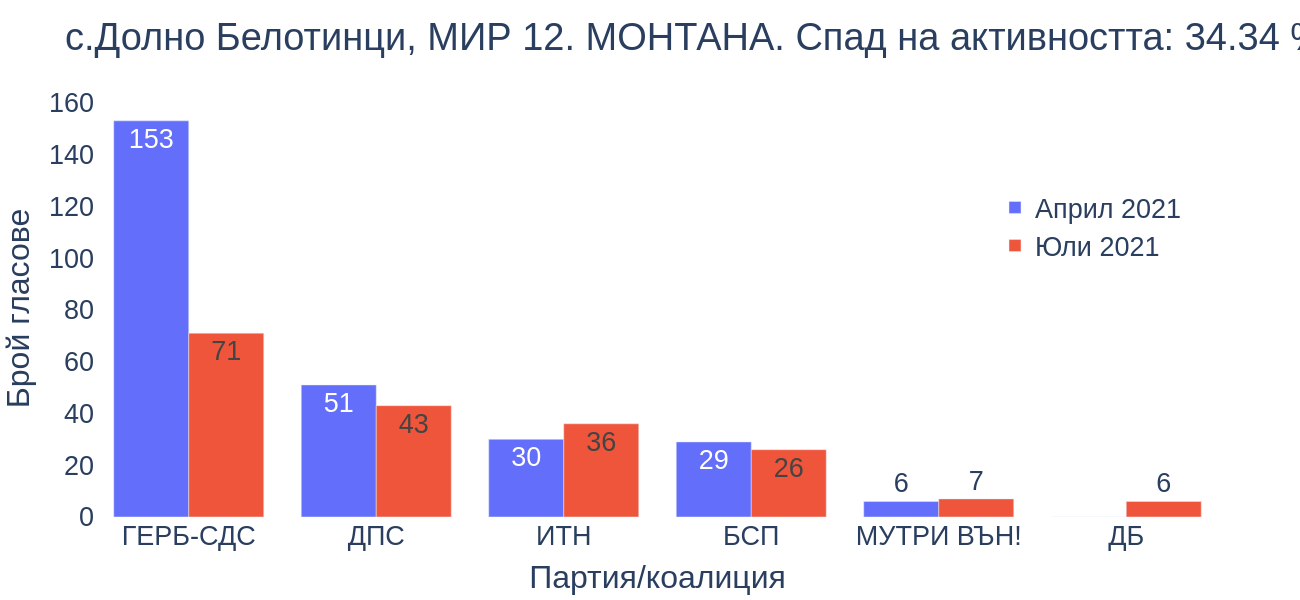 с.Долно Белотинци, МИР 12. МОНТАНА. Спад на активността: 34.34 %
160
140
120
100
80
60
40
20
0
Брой гласове
153
71
51
43
30
36
29
26
6
7
6
Април 2021
Юли 2021
ГЕРБ-СДС
ДПС
ИТН
БСП
МУТРИ ВЪН!
ДБ
Партия/коалиция